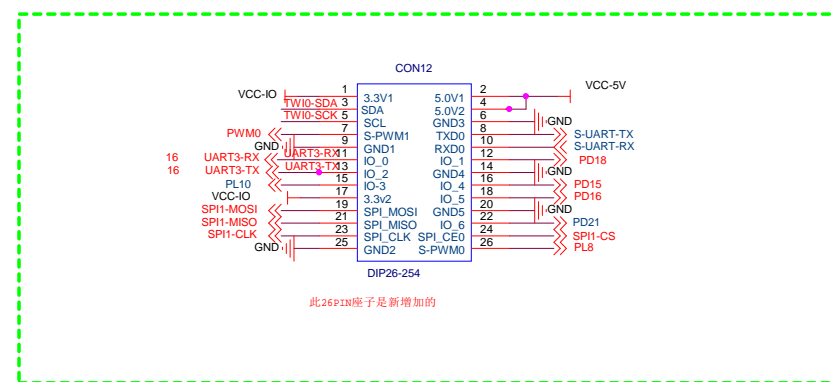 CON12
VCC-IO 1 3.3V1 5.0V1 2 VCC-5V
TWI0-SDA 3 SDA 5.0V2 4
TWI0-SCK 5 SCL GND3 6 GND
PWM0 7 S-PWM1 TXD0 8 S-UART-TX
GND 9 GND1 RXD0 10 S-UART-RX
16 UART3-RX UART3-RX 11 IO_0 IO_1 12 PD18
16 UART3-TX UART3-TX 13 IO_2 GND4 14 GND
PL10 15 IO-3 IO_4 16 PD15
VCC-IO 17 3.3v2 IO_5 18 PD16
SPI1-MOSI 19 SPI_MOSI GND5 20 GND
SPI1-MISO 21 SPI_MISO IO_6 22 PD21
SPI1-CLK 23 SPI_CLK SPI_CE0 24 SPI1-CS
GND 25 GND2 S-PWM0 26 PL8
DIP26-254
此26PIN座子是新增加的